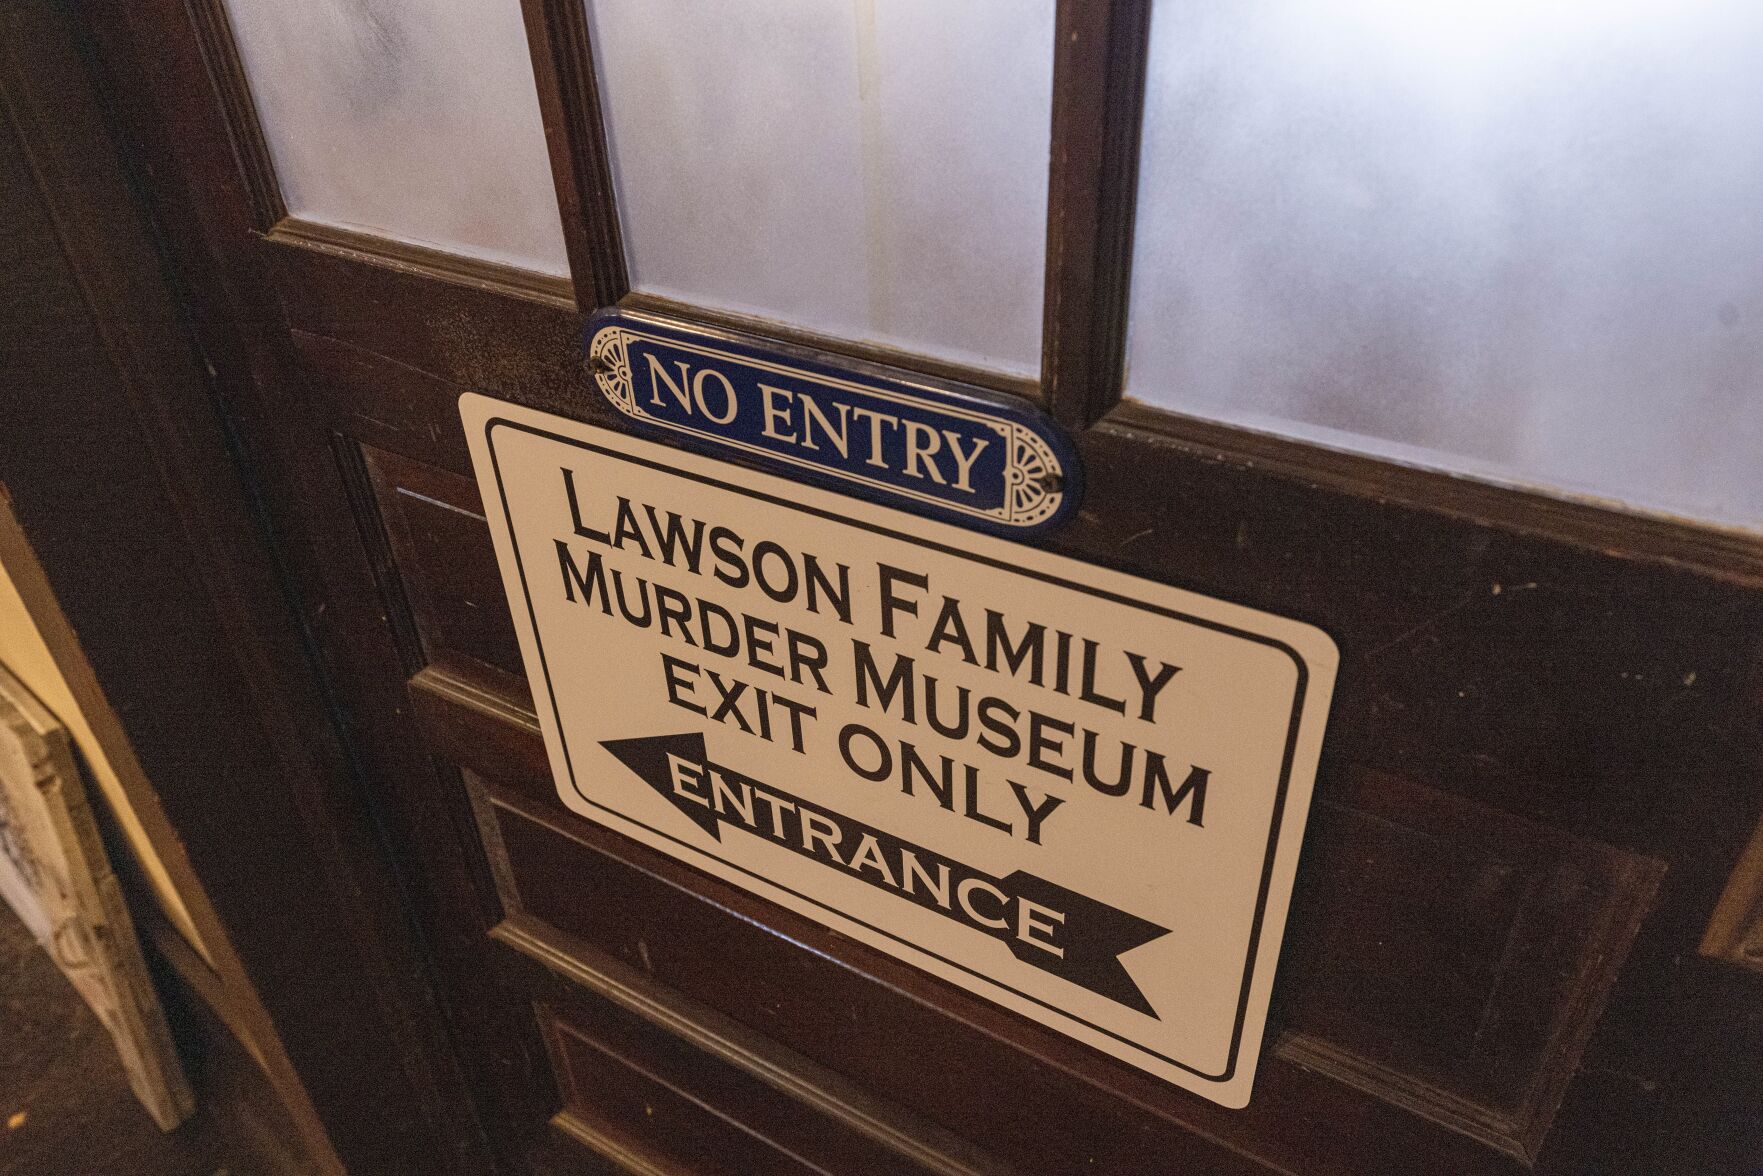 NO ENTRY
LAWSON FAMILY
MURDER MUSEUM
EXIT ONLY
ENTRANCE